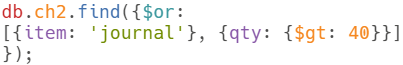 db.ch2.find({$or:
[{item: 'journal'}, {qty: {$gt: 40}}]
});